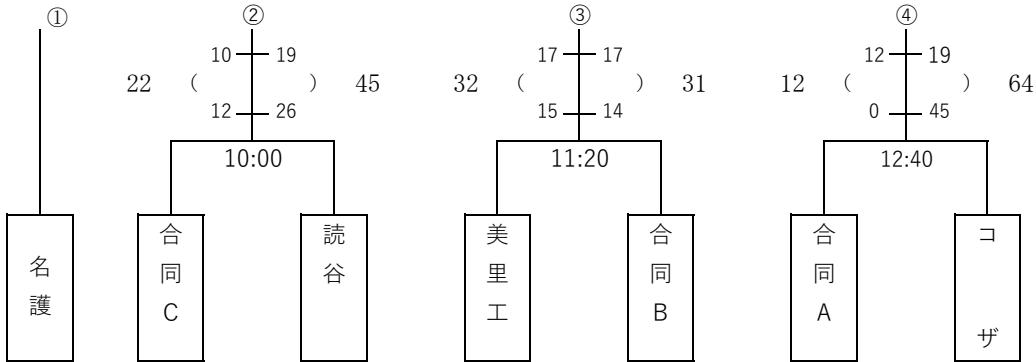 ① ② ③ ④
10 19 17 17 12 19
22 ( ) 45 32 ( ) 31 12 ( ) 64
12 26 15 14 0 45
10:00 11:20 12:40
名護
合同C
読谷
美里工
合同B
合同A
コザ